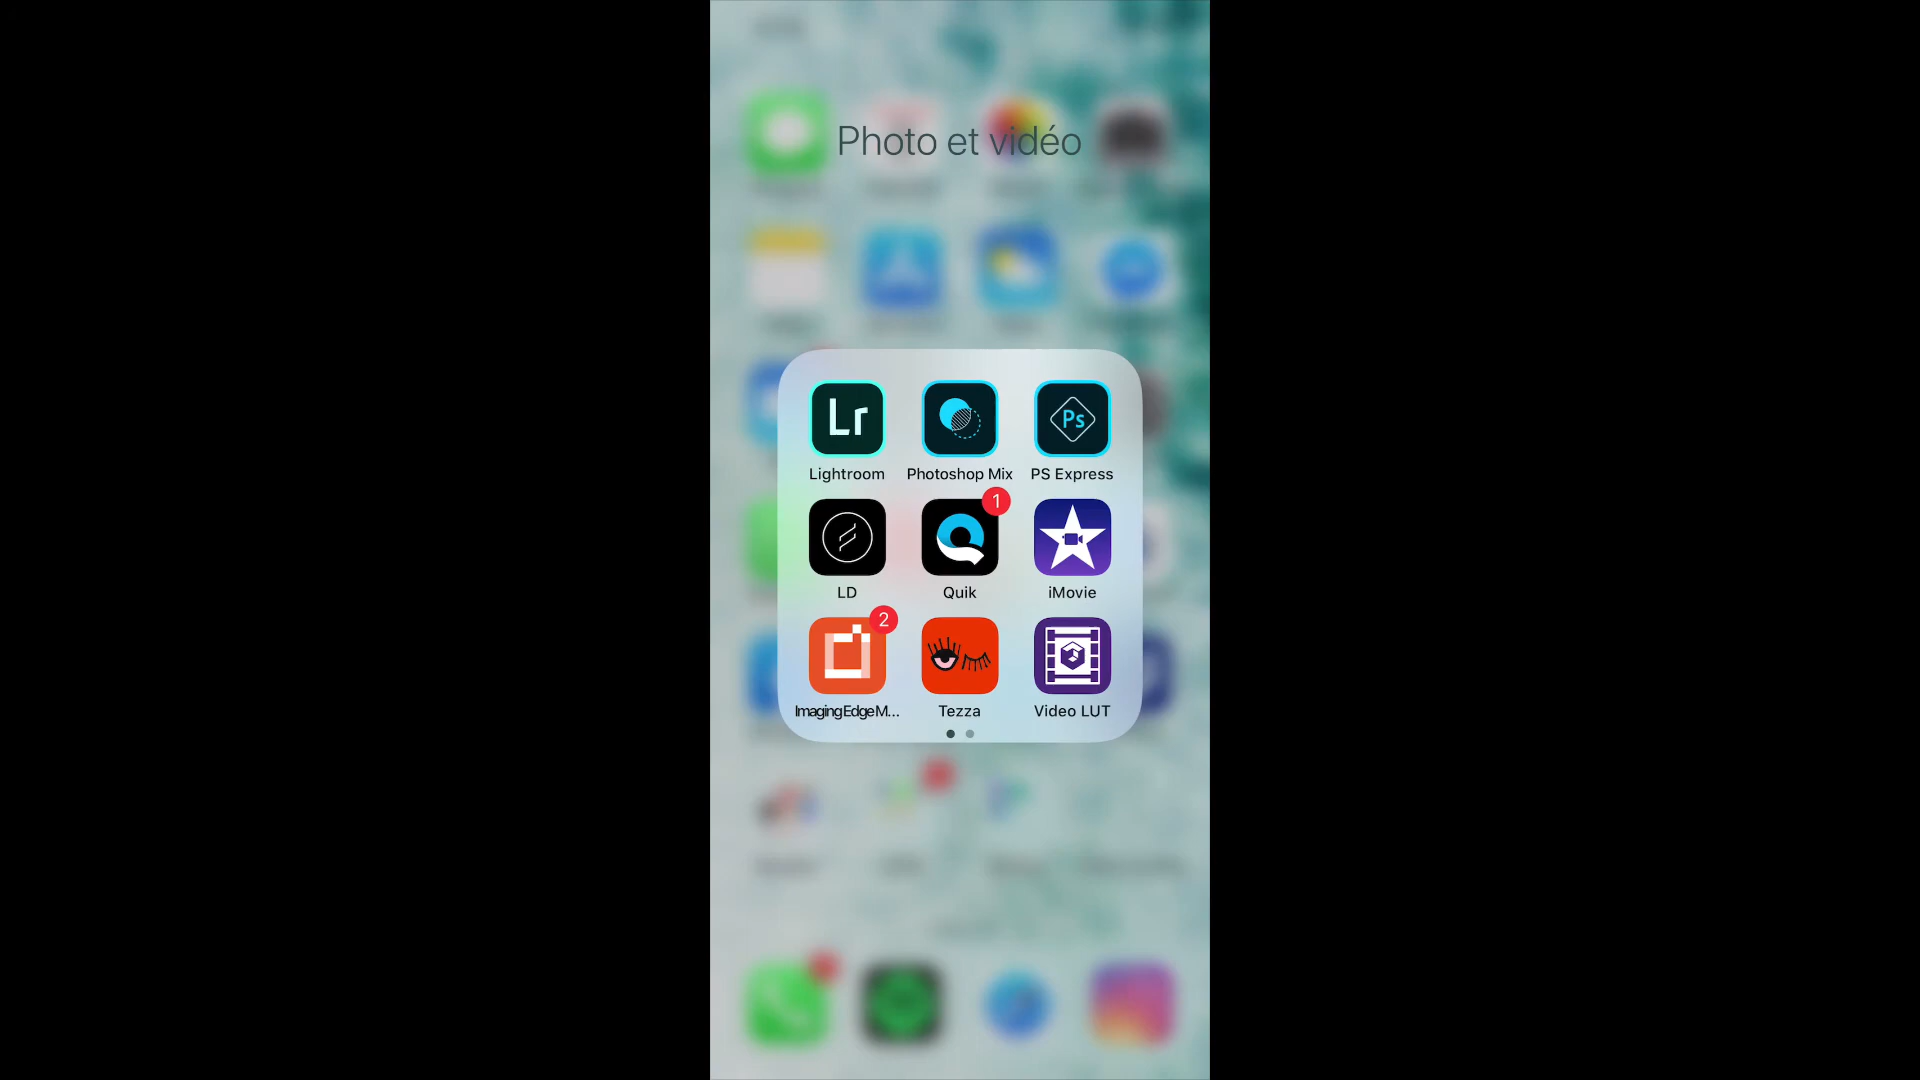 Photo et vidéo
Lr
Ps
Lightroom
Photoshop Mix
PS Express
1
LD
Quik
iMovie
2
ImagingEdgeM...
Tezza
Video LUT